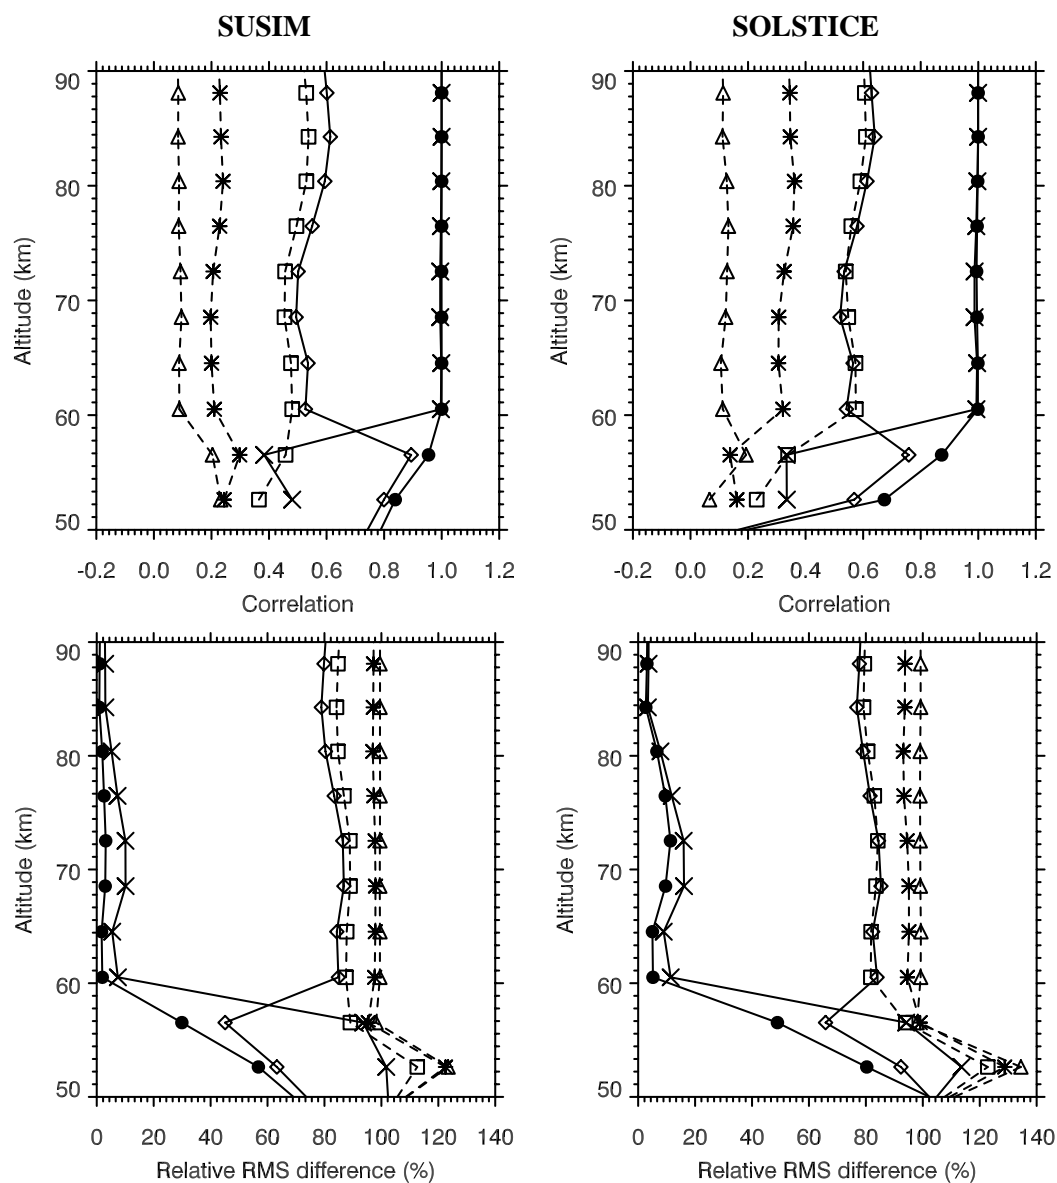 SUSIM SOLSTICE
90 90
80 80
Altitude (km) Altitude (km)
70 70
60 60
50 50
-0.2 0.0 0.2 0.4 0.6 0.8 1.0 1.2 -0.2 0.0 0.2 0.4 0.6 0.8 1.0 1.2
Correlation Correlation
90 90
80 80
Altitude (km) Altitude (km)
70 70
60 60
50 50
0 20 40 60 80 100 120 140 0 20 40 60 80 100 120 140
Relative RMS difference (%) Relative RMS difference (%)